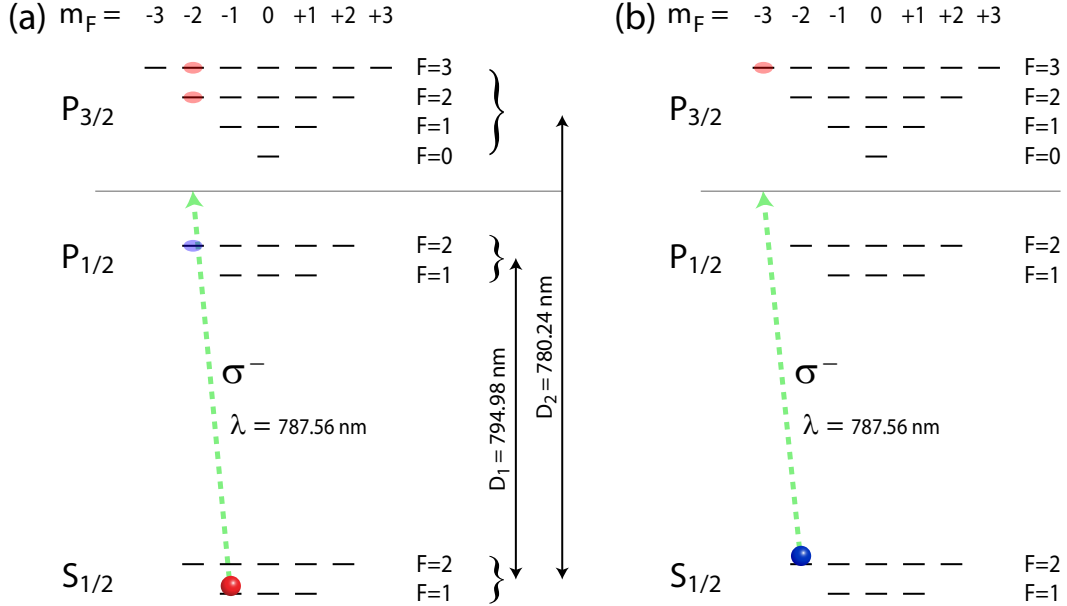 (a) m_F = -3 -2 -1 0 +1 +2 +3
F=3
F=2
P_3/2
F=1
F=0
F=2
P_1/2
F=1
σ⁻
λ = 787.56 nm
D₁ = 794.98 nm
D₂ = 780.24 nm
F=2
S_1/2
F=1
(b) m_F = -3 -2 -1 0 +1 +2 +3
F=3
F=2
P_3/2
F=1
F=0
F=2
P_1/2
F=1
σ⁻
λ = 787.56 nm
F=2
S_1/2
F=1